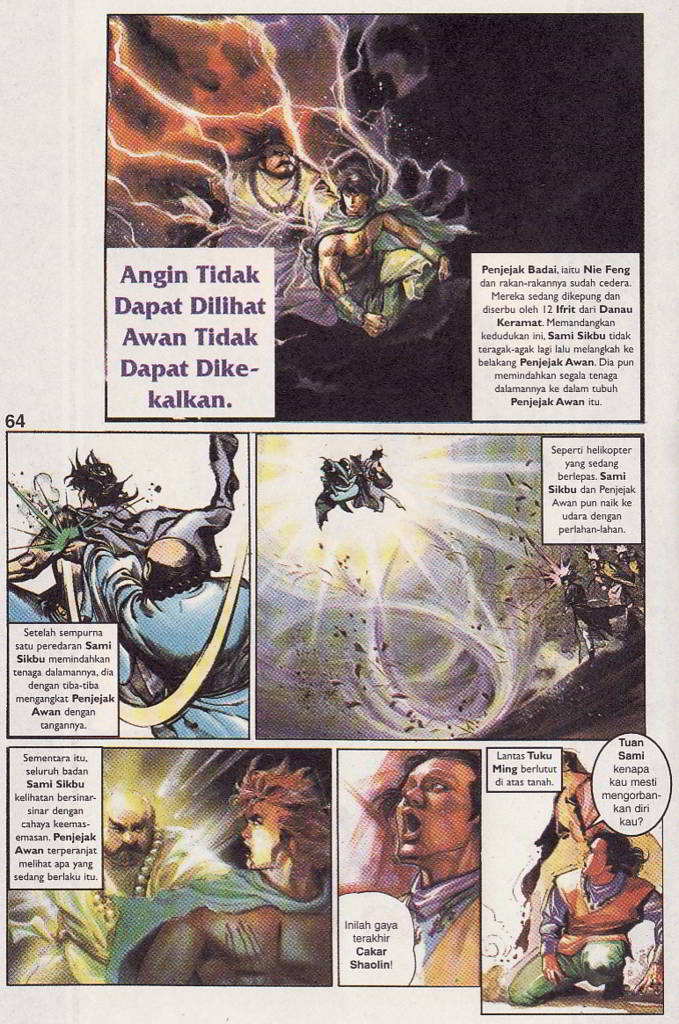 Angin Tidak
Dapat Dilihat
Awan Tidak
Dapat Dike-
kalkan.
Penjejak Badai, iaitu Nie Feng
dan rakan-rakannya sudah cedera.
Mereka sedang dikepung dan
diserbu oleh 12 Ifrit dari Danau
Keramat. Memandangkan
kedudukan ini, Sami Sikbu tidak
teragak-agak lagi lalu melangkah ke
belakang Penjejak Awan. Dia pun
memindahkan segala tenaga
dalamannya ke dalam tubuh
Penjejak Awan itu.
64
Setelah sempurna
satu peredaran Sami
Sikbu memindahkan
tenaga dalamannya, dia
dengan tiba-tiba
mengangkat Penjejak
Awan dengan
tangannya.
Seperti helikopter
yang sedang
berlepas. Sami
Sikbu dan Penjejak
Awan pun naik ke
udara dengan
perlahan-lahan.
Sementara itu,
seluruh badan
Sami Sikbu
kelihatan bersinar-
sinar dengan
cahaya keemas-
emasan. Penjejak
Awan terperanjat
melihat apa yang
sedang berlaku itu.
Inilah gaya
terakhir
Cakar
Shaolin!
Lantas Tuku
Ming berlutut
di atas tanah.
Tuan
Sami
kenapa
kau mesti
mengorban-
kan diri
kau?